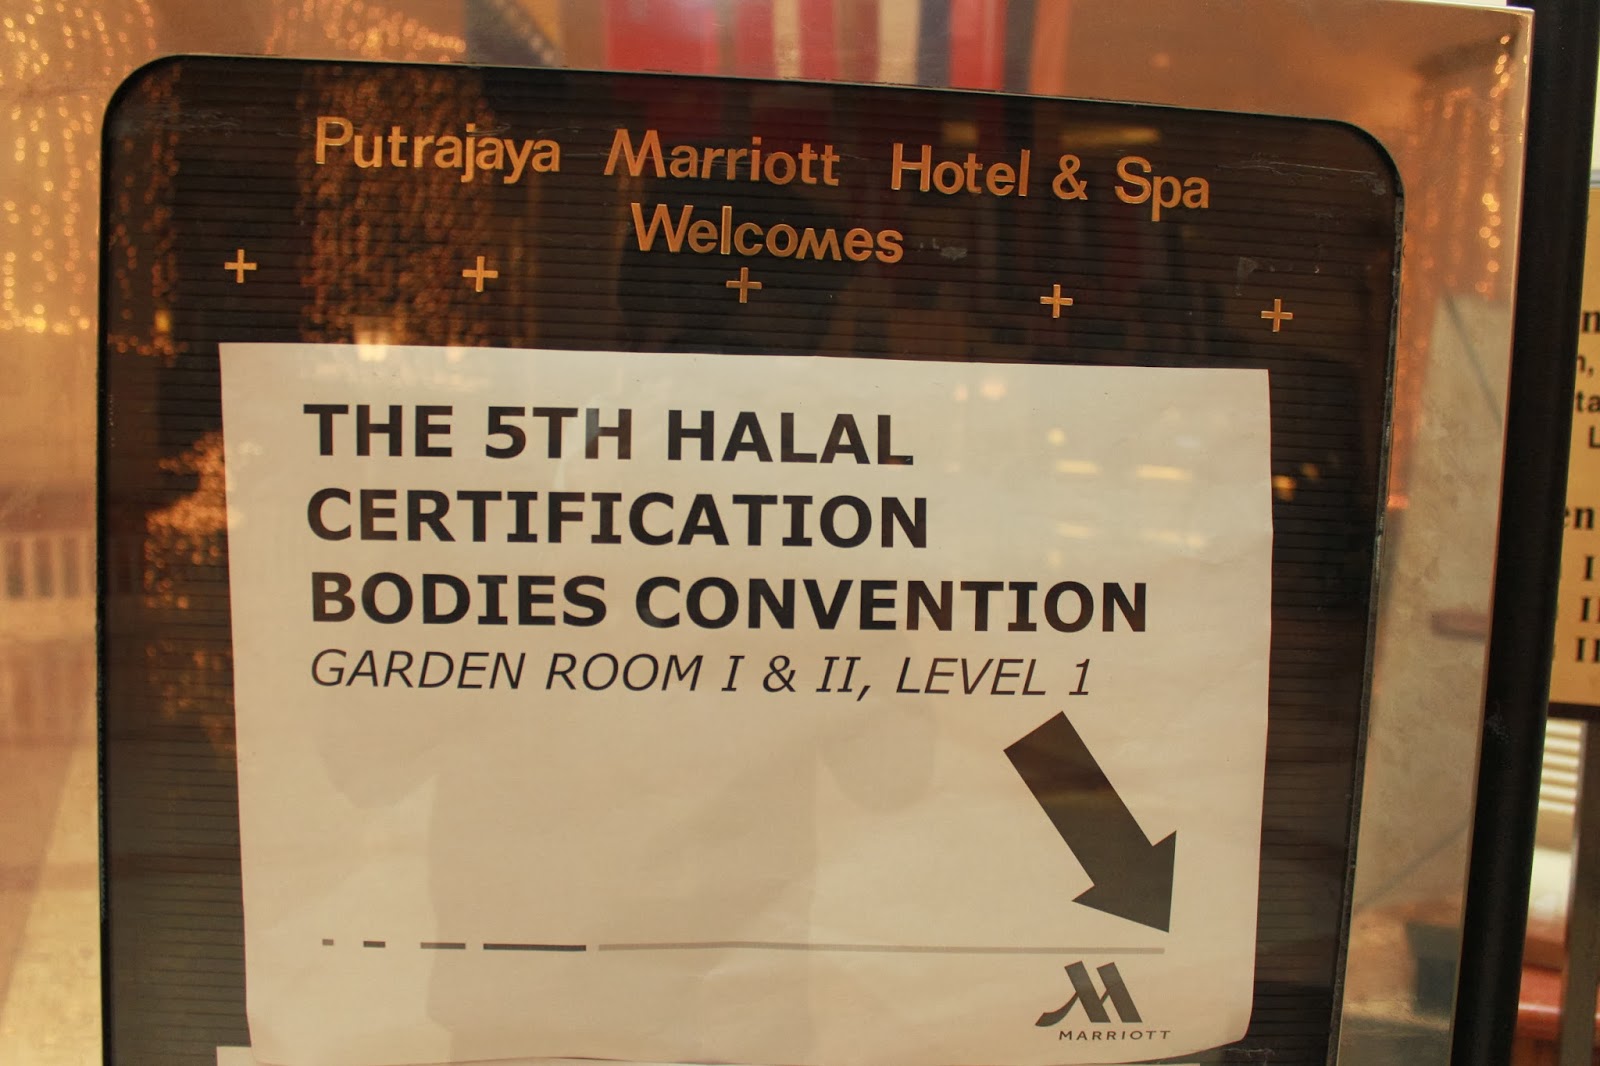 Putrajaya Marriott Hotel & Spa
Welcomes
+ + + + +
THE 5TH HALAL
CERTIFICATION
BODIES CONVENTION
GARDEN ROOM I & II, LEVEL 1
MARRIOTT